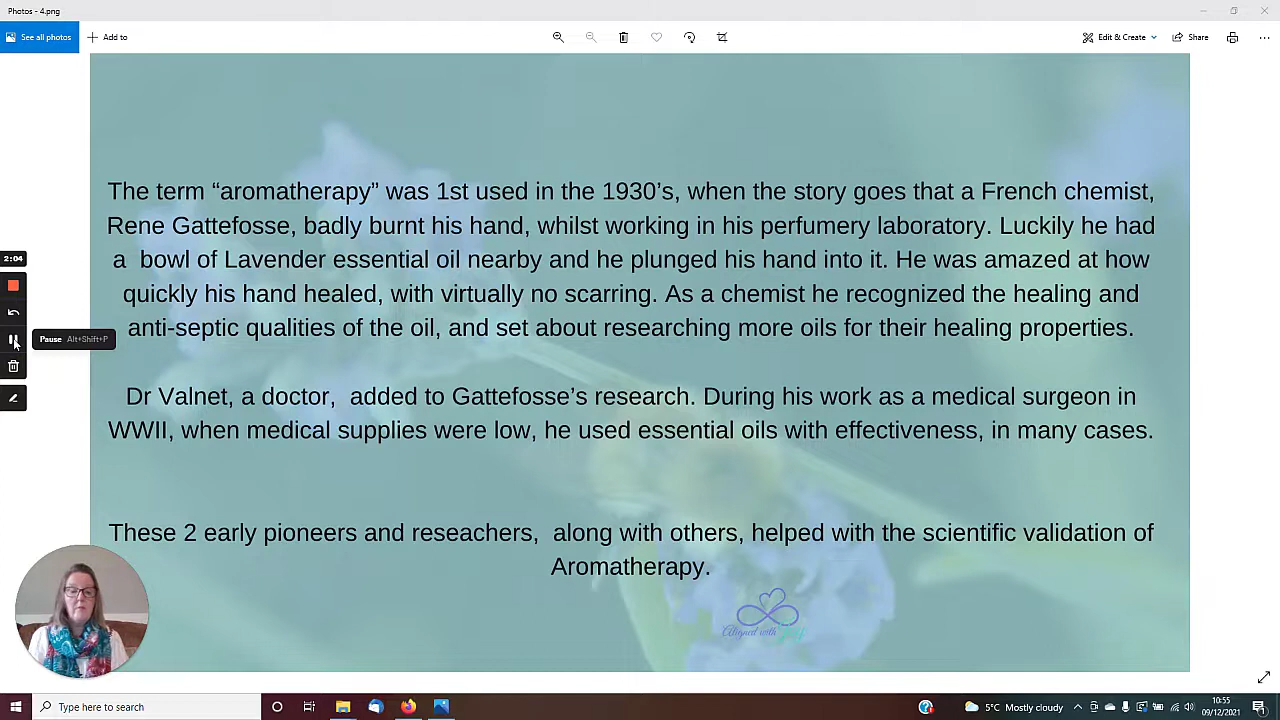 Photos - 4.png
See all photos
Add to
Edit & Create
Share
The term “aromatherapy” was 1st used in the 1930’s, when the story goes that a French chemist,
Rene Gattefosse, badly burnt his hand, whilst working in his perfumery laboratory. Luckily he had
a  bowl of Lavender essential oil nearby and he plunged his hand into it. He was amazed at how
quickly his hand healed, with virtually no scarring. As a chemist he recognized the healing and
anti-septic qualities of the oil, and set about researching more oils for their healing properties.
2:04
Pause Alt+Shift+P
Dr Valnet, a doctor,  added to Gattefosse’s research. During his work as a medical surgeon in
WWII, when medical supplies were low, he used essential oils with effectiveness, in many cases.
These 2 early pioneers and reseachers,  along with others, helped with the scientific validation of
Aromatherapy.
Aligned with
Type here to search
5°C Mostly cloudy
10:55
09/12/2021